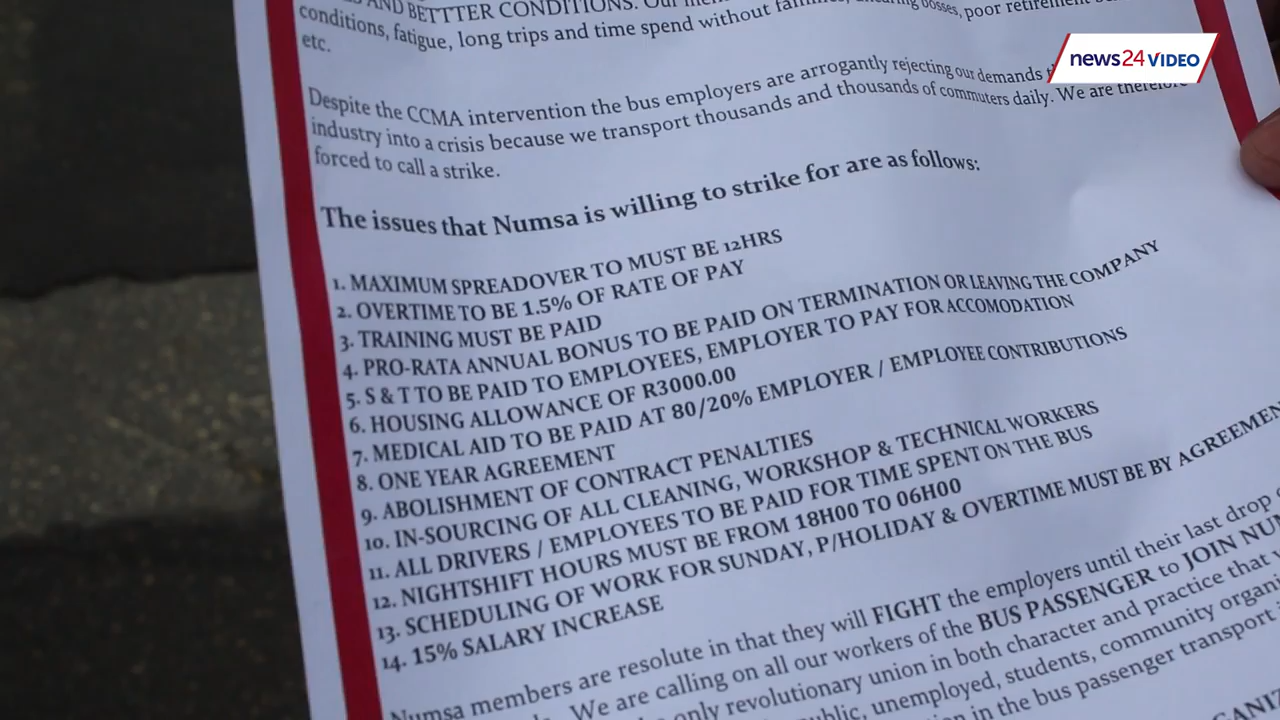 AND BETTTER CONDITIONS. Our
conditions, fatigue, long trips and time spend without bosses, poor retirement
etc.
news24 VIDEO
Despite the CCMA intervention the bus employers are arrogantly rejecting our demands
industry into a crisis because we transport thousands and thousands of commuters daily. We are therefore
forced to call a strike.
The issues that Numsa is willing to strike for are as follows:
1. MAXIMUM SPREADOVER TO MUST BE 12HRS
2. OVERTIME TO BE 1.5% OF RATE OF PAY
3. TRAINING MUST BE PAID
4. PRO-RATA ANNUAL BONUS TO BE PAID ON TERMINATION OR LEAVING THE COMPANY
5. S & T TO BE PAID TO EMPLOYEES, EMPLOYER TO PAY FOR ACCOMODATION
6. HOUSING ALLOWANCE OF R3000.00
7. MEDICAL AID TO BE PAID AT 80/20% EMPLOYER / EMPLOYEE CONTRIBUTIONS
8. ONE YEAR AGREEMENT
9. ABOLISHMENT OF CONTRACT PENALTIES
10. IN-SOURCING OF ALL CLEANING, WORKSHOP & TECHNICAL WORKERS
11. ALL DRIVERS / EMPLOYEES TO BE PAID FOR TIME SPENT ON THE BUS
12. NIGHTSHIFT HOURS MUST BE FROM 18H00 TO 06H00
13. SCHEDULING OF WORK FOR SUNDAY, P/HOLIDAY & OVERTIME MUST BE BY AGREEMEN
14. 15% SALARY INCREASE
Numsa members are resolute in that they will FIGHT the employers until their last drop
We are calling on all our workers of the BUS PASSENGER to JOIN NU
only revolutionary union in both character and practice that
unemployed, students, community organi
in the bus passenger transport